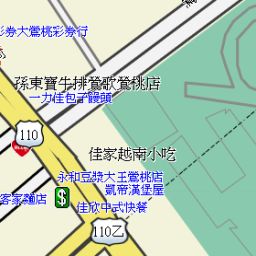 彩券大鶯桃彩券行
孫東寶牛排鶯歌鶯桃店
一力佳包子饅頭
110
佳家越南小吃
永和豆漿大王鶯桃店
凱帝漢堡屋
客家麵店
$
佳欣中式快餐
110乙